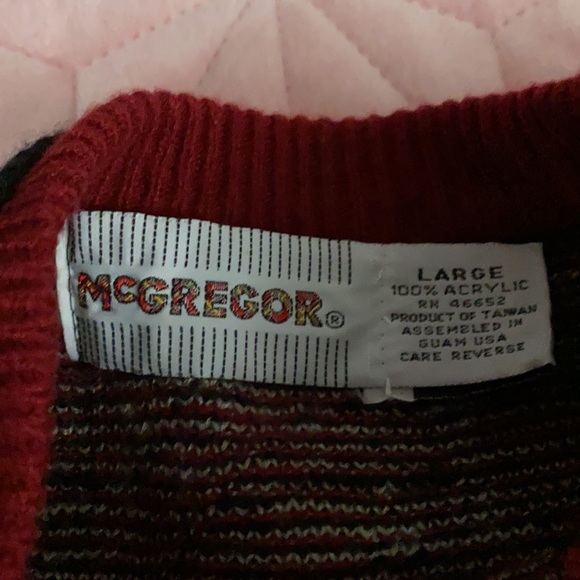 McGREGOR®
LARGE
100% ACRYLIC
RN 46652
PRODUCT OF TAIWAN
ASSEMBLED IN
GUAM USA
CARE REVERSE